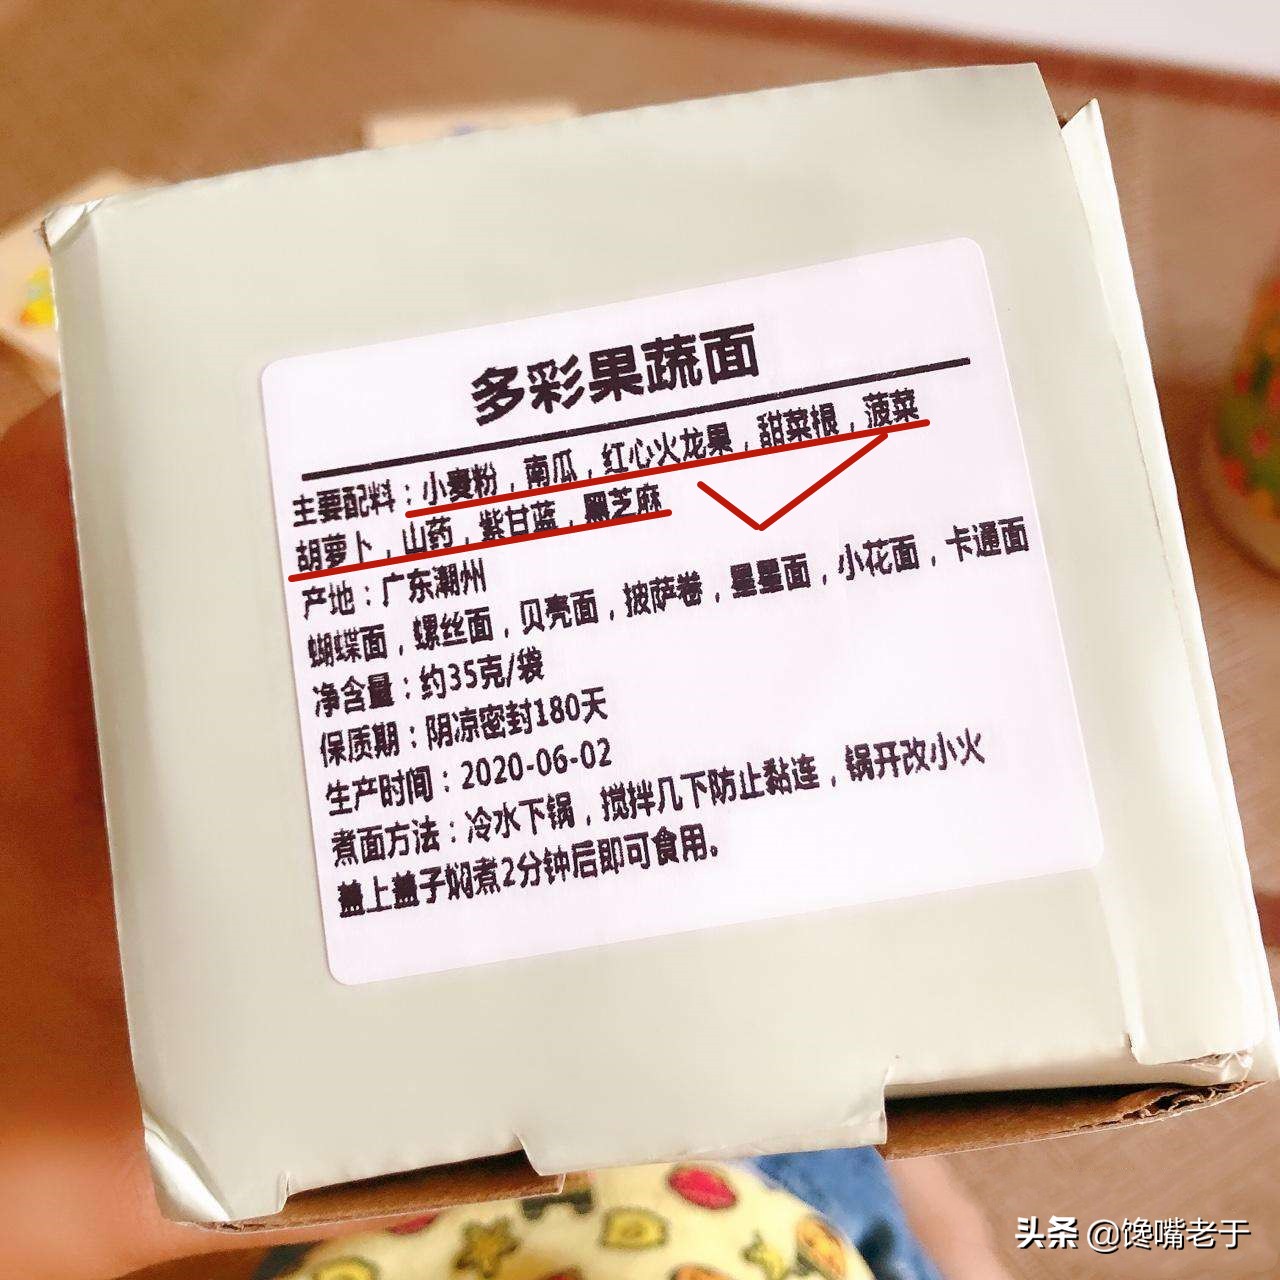 多彩果蔬面
主要配料：小麦粉，南瓜，红心火龙果，甜菜根，菠菜
胡萝卜，山药，紫甘蓝，黑芝麻
产地：广东潮州
蝴蝶面，螺丝面，贝壳面，披萨卷，星星面，小花面，卡通面
净含量：约35克/袋
保质期：阴凉密封180天
生产时间：2020-06-02
煮面方法：冷水下锅，搅拌几下防止黏连，锅开改小火
盖上盖子焖煮2分钟后即可食用。
头条 @馋嘴老于